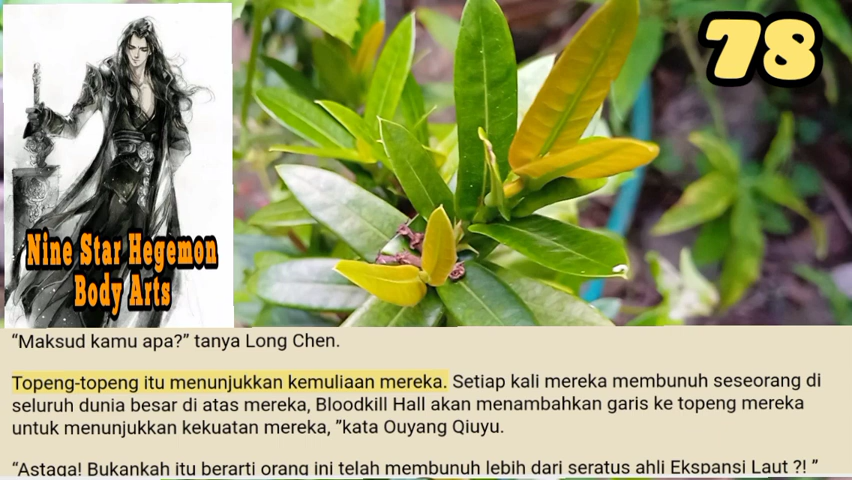 78
Nine Star Hegemon
Body Arts
“Maksud kamu apa?” tanya Long Chen.
Topeng-topeng itu menunjukkan kemuliaan mereka. Setiap kali mereka membunuh seseorang di
seluruh dunia besar di atas mereka, Bloodkill Hall akan menambahkan garis ke topeng mereka
untuk menunjukkan kekuatan mereka, ”kata Ouyang Qiuyu.
“Astaga! Bukankah itu berarti orang ini telah membunuh lebih dari seratus ahli Ekspansi Laut ?! ”